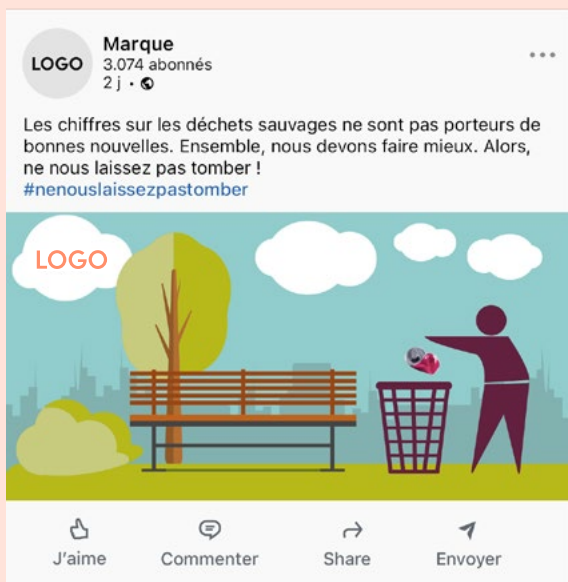 LOGO
Marque
3.074 abonnés
2 j •
Les chiffres sur les déchets sauvages ne sont pas porteurs de
bonnes nouvelles. Ensemble, nous devons faire mieux. Alors,
ne nous laissez pas tomber !
#nenouslaissezpastomber
LOGO
J'aime
Commenter
Share
Envoyer